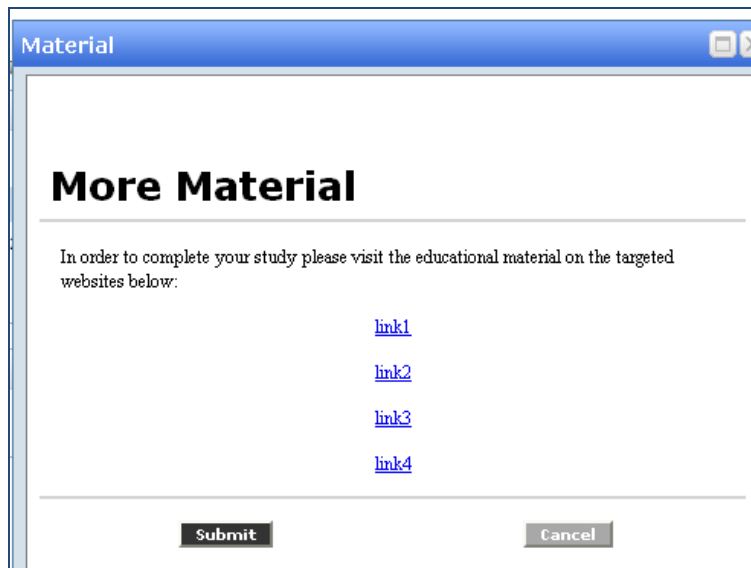 Material
More Material
In order to complete your study please visit the educational material on the targeted
websites below:
link1
link2
link3
link4
Submit
Cancel